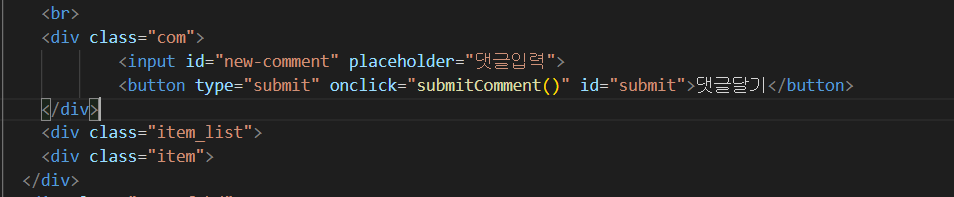 <br>
<div class="com">
<input id="new-comment" placeholder="댓글입력">
<button type="submit" onclick="submitComment()" id="submit">댓글달기</button>
</div>
<div class="item_list">
<div class="item">
</div>